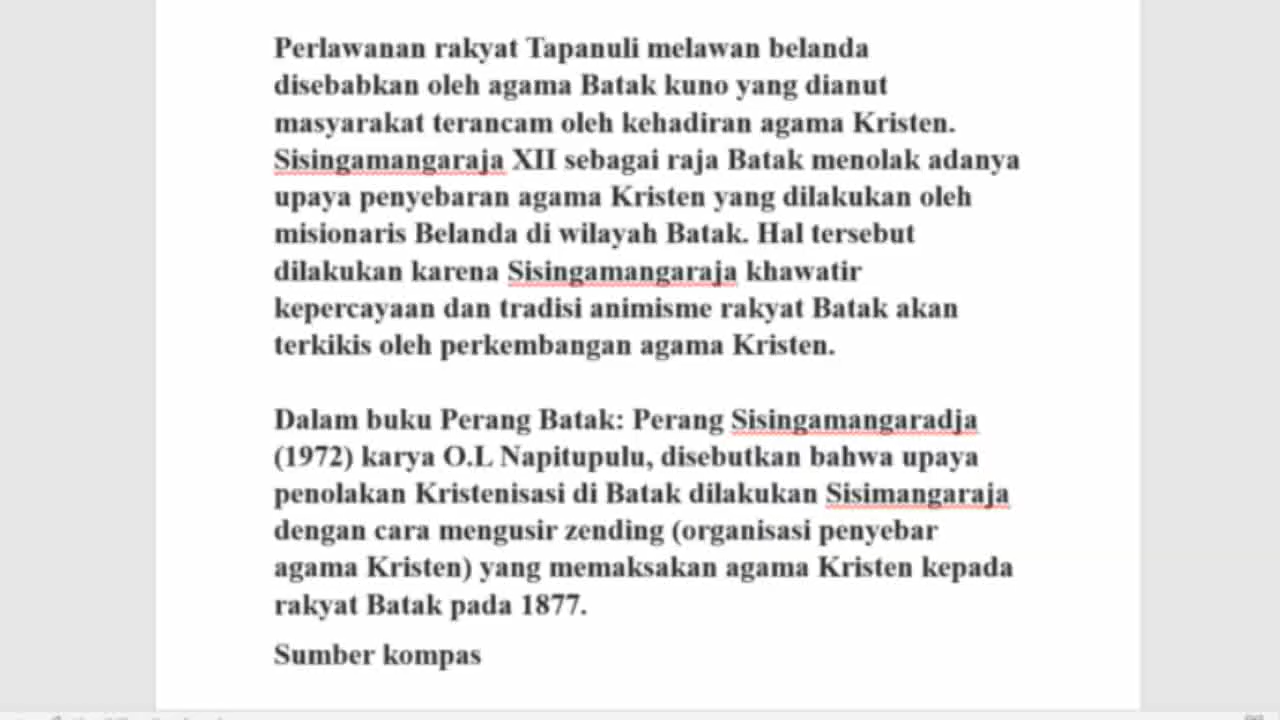 Perlawanan rakyat Tapanuli melawan belanda
disebabkan oleh agama Batak kuno yang dianut
masyarakat terancam oleh kehadiran agama Kristen.
Sisingamangaraja XII sebagai raja Batak menolak adanya
upaya penyebaran agama Kristen yang dilakukan oleh
misionaris Belanda di wilayah Batak. Hal tersebut
dilakukan karena Sisingamangaraja khawatir
kepercayaan dan tradisi animisme rakyat Batak akan
terkikis oleh perkembangan agama Kristen.
Dalam buku Perang Batak: Perang Sisingamangaradja
(1972) karya O.L Napitupulu, disebutkan bahwa upaya
penolakan Kristenisasi di Batak dilakukan Sisimangaraja
dengan cara mengusir zending (organisasi penyebar
agama Kristen) yang memaksakan agama Kristen kepada
rakyat Batak pada 1877.
Sumber kompas